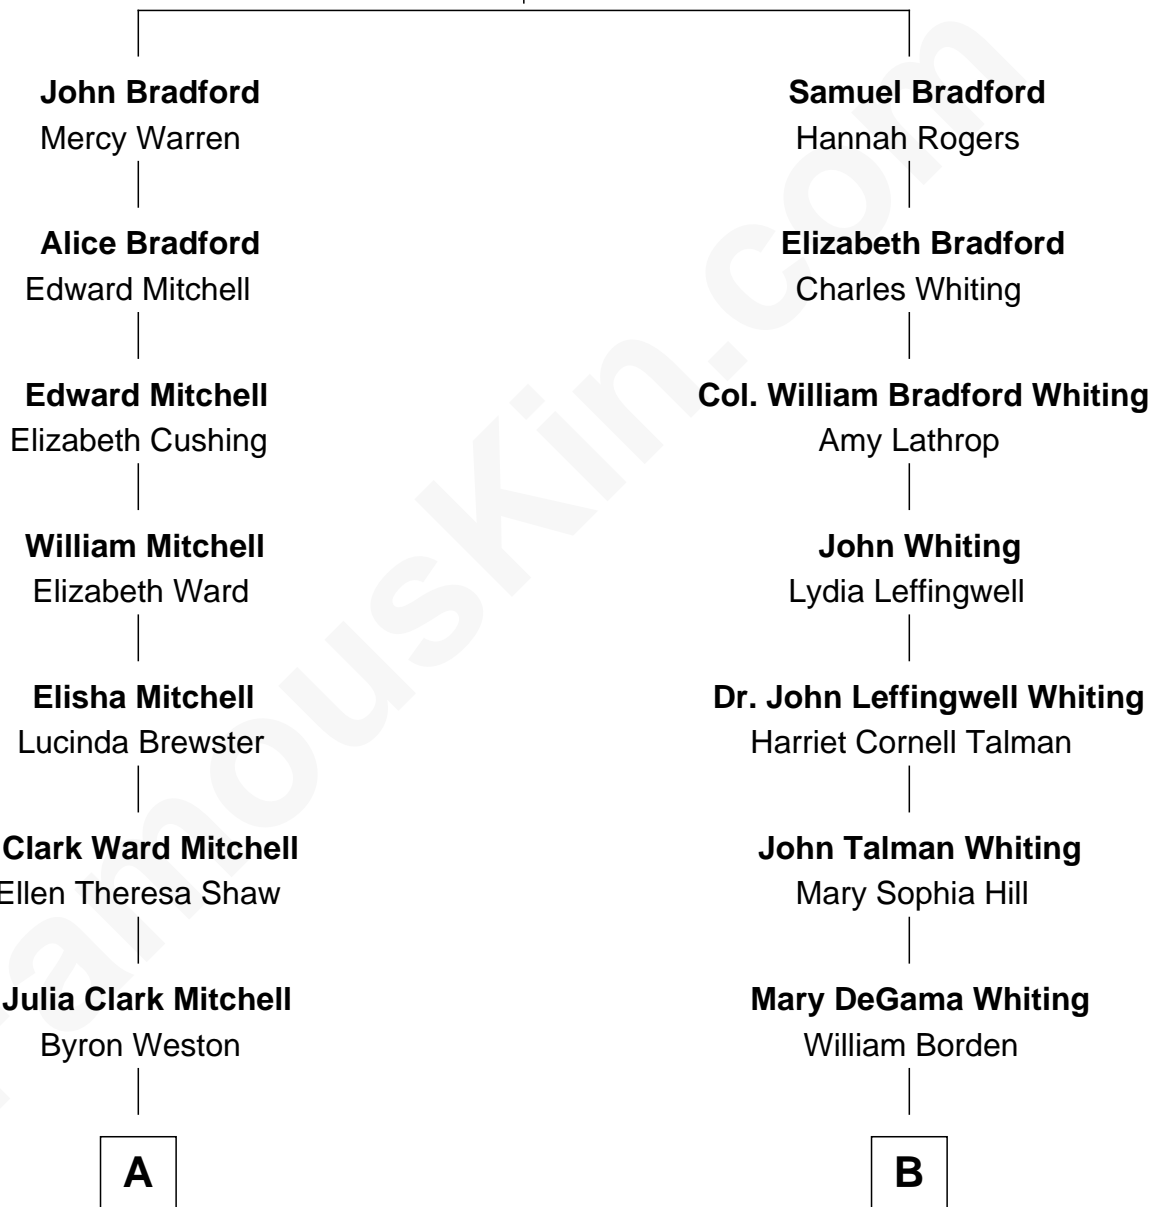 John Bradford
Mercy Warren
Samuel Bradford
Hannah Rogers
Alice Bradford
Edward Mitchell
Elizabeth Bradford
Charles Whiting
Edward Mitchell
Elizabeth Cushing
Col. William Bradford Whiting
Amy Lathrop
William Mitchell
Elizabeth Ward
John Whiting
Lydia Leffingwell
Elisha Mitchell
Lucinda Brewster
Dr. John Leffingwell Whiting
Harriet Cornell Talman
Clark Ward Mitchell
Ellen Theresa Shaw
John Talman Whiting
Mary Sophia Hill
Julia Clark Mitchell
Byron Weston
Mary DeGama Whiting
William Borden
A
B
FamousKin.com